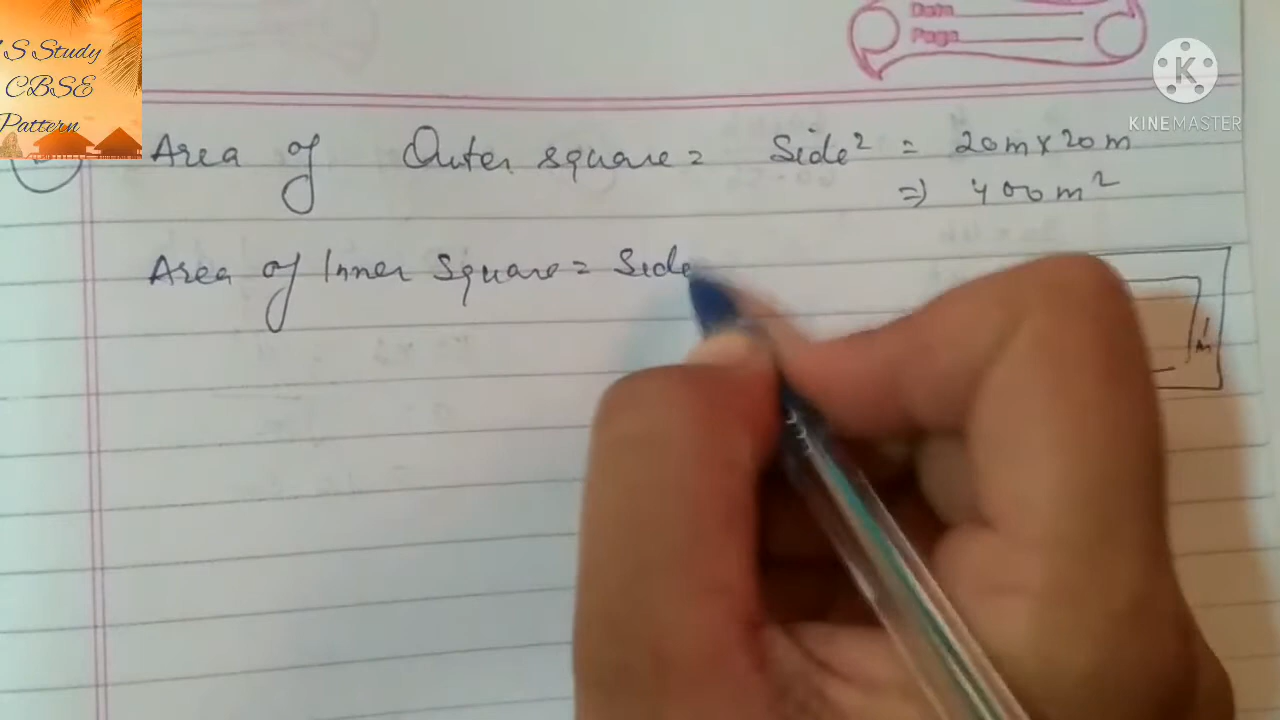 Date
Page
'S Study
CBSE
Pattern
KINEMASTER
Area of Outer square = Side² = 20m x 20m
=) 400m²
Area of Inner Square = Side
1
m